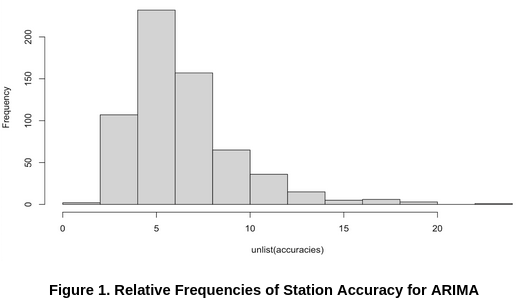 200
150
100
50
0
Frequency
0 5 10 15 20
unlist(accuracies)
Figure 1. Relative Frequencies of Station Accuracy for ARIMA